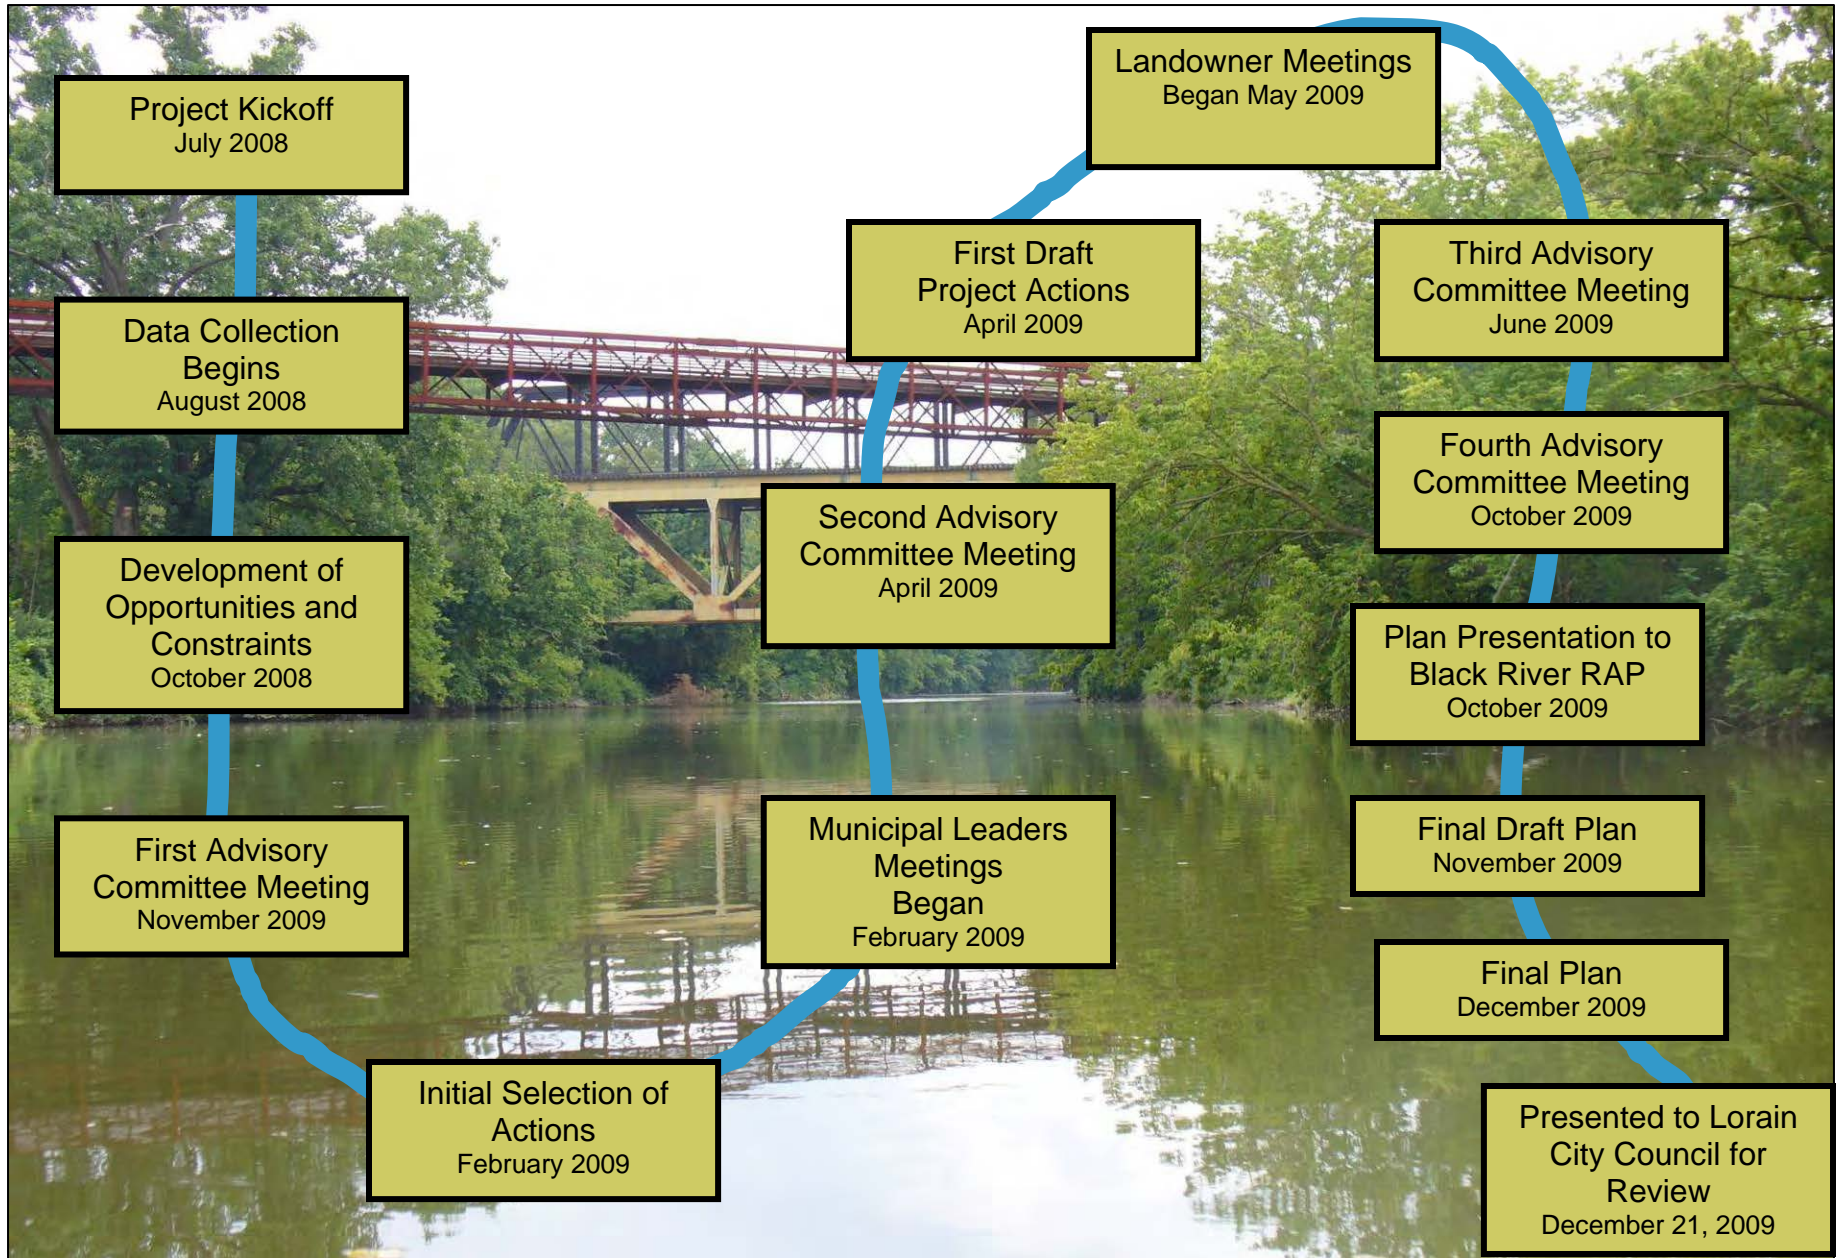 Project Kickoff
July 2008
Data Collection
Begins
August 2008
Development of
Opportunities and
Constraints
October 2008
First Advisory
Committee Meeting
November 2009
Initial Selection of
Actions
February 2009
Municipal Leaders
Meetings
Began
February 2009
Second Advisory
Committee Meeting
April 2009
First Draft
Project Actions
April 2009
Landowner Meetings
Began May 2009
Third Advisory
Committee Meeting
June 2009
Fourth Advisory
Committee Meeting
October 2009
Plan Presentation to
Black River RAP
October 2009
Final Draft Plan
November 2009
Final Plan
December 2009
Presented to Lorain
City Council for
Review
December 21, 2009